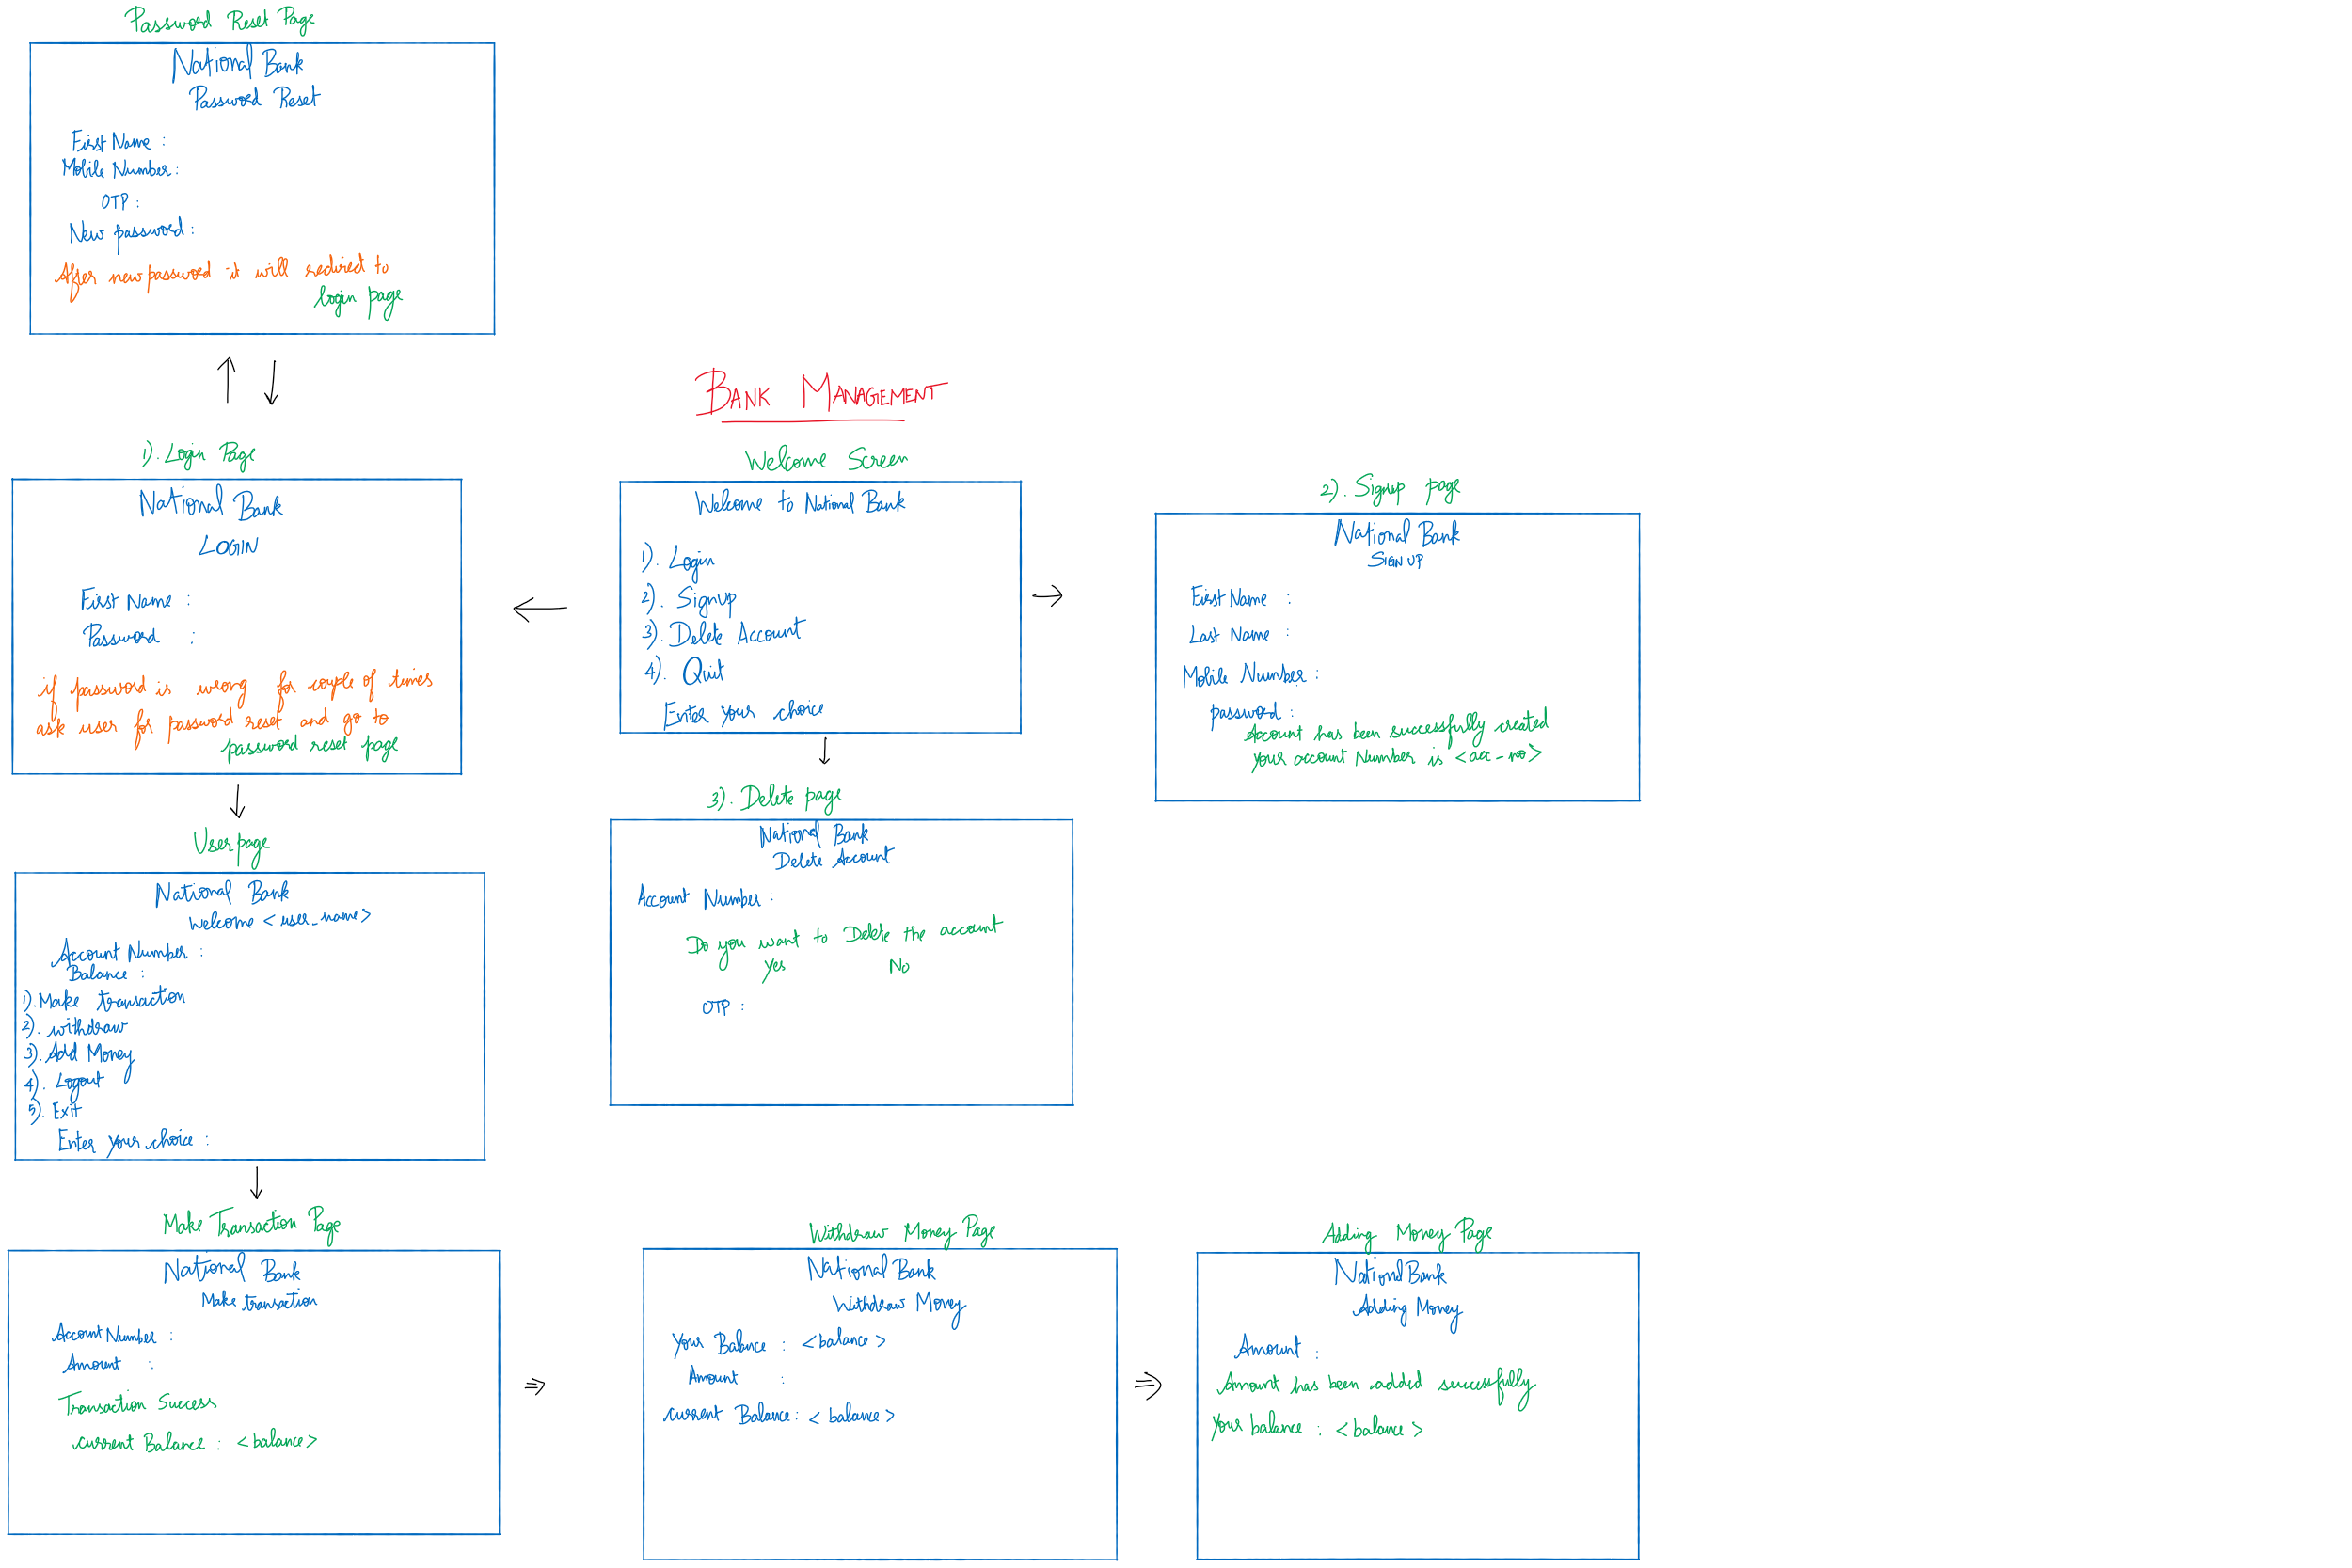 Password Reset Page
National Bank
Password Reset
First Name :
Mobile Number :
OTP :
New password :
After new password it will redirect to
login page
BANK MANAGEMENT
1). Login Page
National Bank
LOGIN
First Name :
Password :
if password is wrong for couple of times
ask user for password reset and go to
password reset page
Welcome Screen
Welcome to National Bank
1). Login
2). Signup
3). Delete Account
4). Quit
Enter your choice
2). Signup page
National Bank
SIGN UP
First Name :
Last Name :
Mobile Number :
password :
Account has been successfully created
your account Number is <acc-no>
User page
National Bank
Welcome <user_name>
Account Number :
Balance :
1). Make transaction
2). withdraw
3). Add Money
4). Logout
5). Exit
Enter your choice :
3). Delete page
National Bank
Delete Account
Account Number :
Do you want to Delete the account
Yes No
OTP :
Make Transaction Page
National Bank
Make transaction
Account Number :
Amount :
Transaction Success
current Balance : <balance>
Withdraw Money Page
National Bank
Withdraw Money
Your Balance : <balance>
Amount :
current Balance : <balance>
Adding Money Page
National Bank
Adding Money
Amount :
Amount has been added successfully
Your balance : <balance>